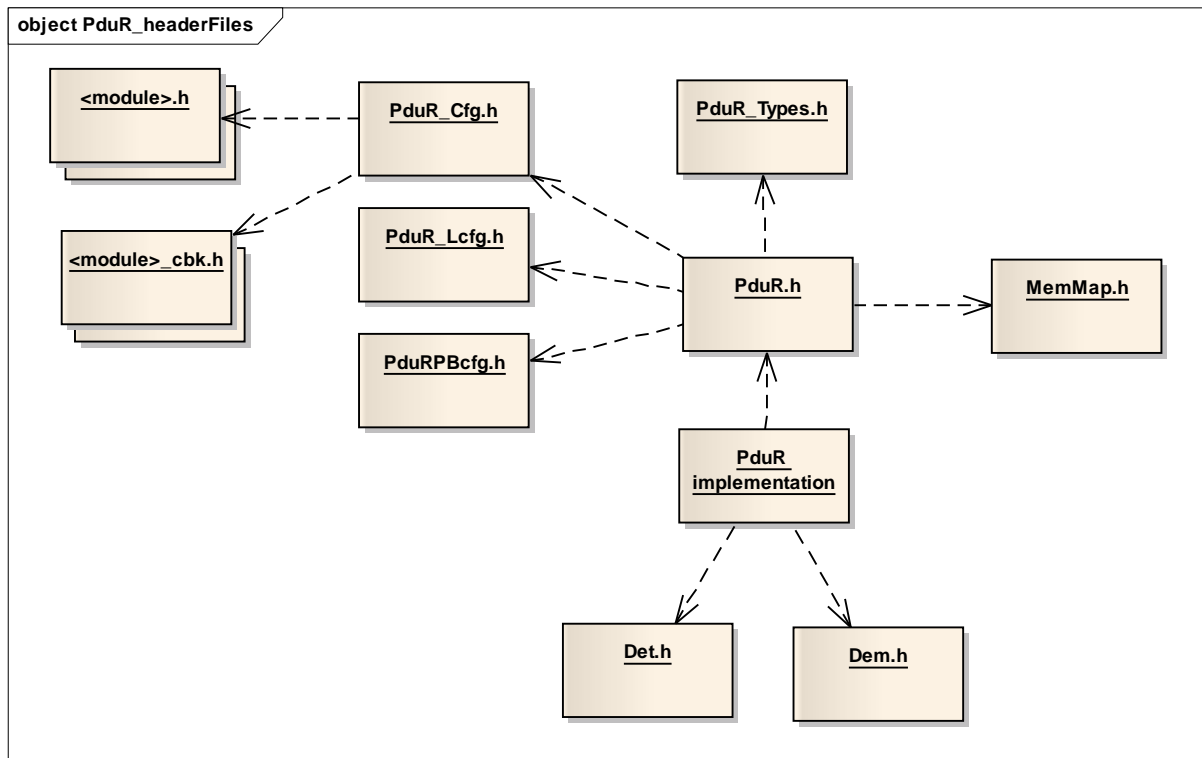 object PduR_headerFiles
<module>.h
PduR_Cfg.h
PduR_Types.h
<module>_cbk.h
PduR_Lcfg.h
PduR.h
MemMap.h
PduRPBcfg.h
PduR
implementation
Det.h
Dem.h